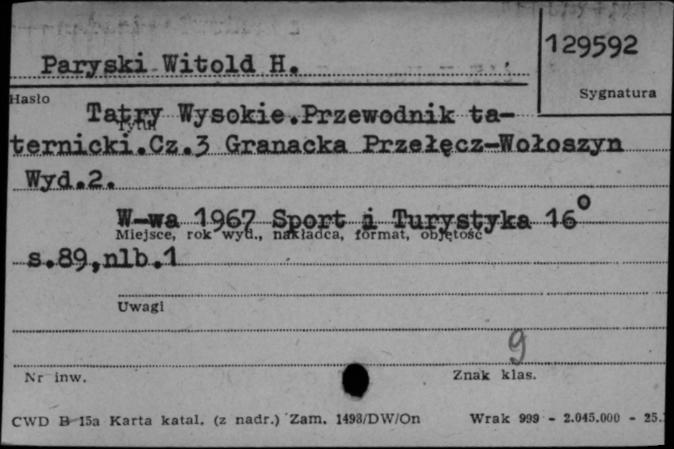 129592
Paryski Witold H.
Hasło
Sygnatura
Tatry Wysokie.Przewodnik ta-
Tytuł
ternicki.Cz.3 Granacka Przełęcz-Wołoszyn
Wyd.2.
W-wa 1967 Sport i Turystyka 16°
Miejsce, rok wyd., nakładca, format, objętość
s.89,nlb.1
Uwagi
9
Nr inw.
Znak klas.
CWD B 15a Karta katal. (z nadr.) Zam. 1493/DW/On Wrak 999 - 2.045.000 - 25.